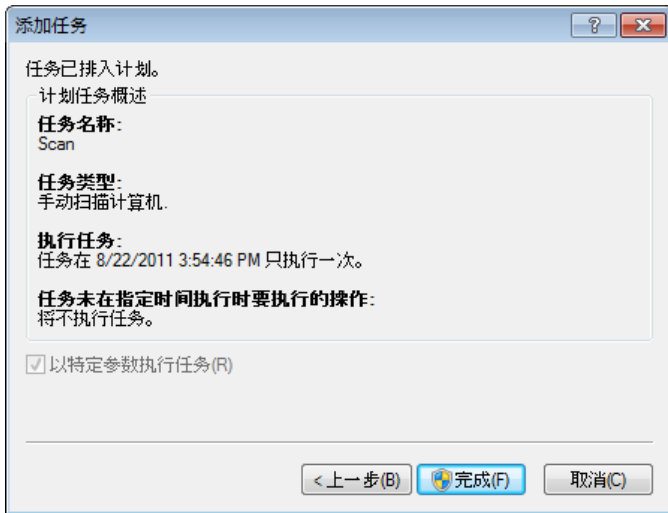 添加任务
任务已排入计划。
计划任务概述
任务名称:
Scan
任务类型:
手动扫描计算机.
执行任务:
任务在 8/22/2011 3:54:46 PM 只执行一次。
任务未在指定时间执行时要执行的操作:
将不执行任务。
以特定参数执行任务(R)
<上一步(B) 完成(F) 取消(C)